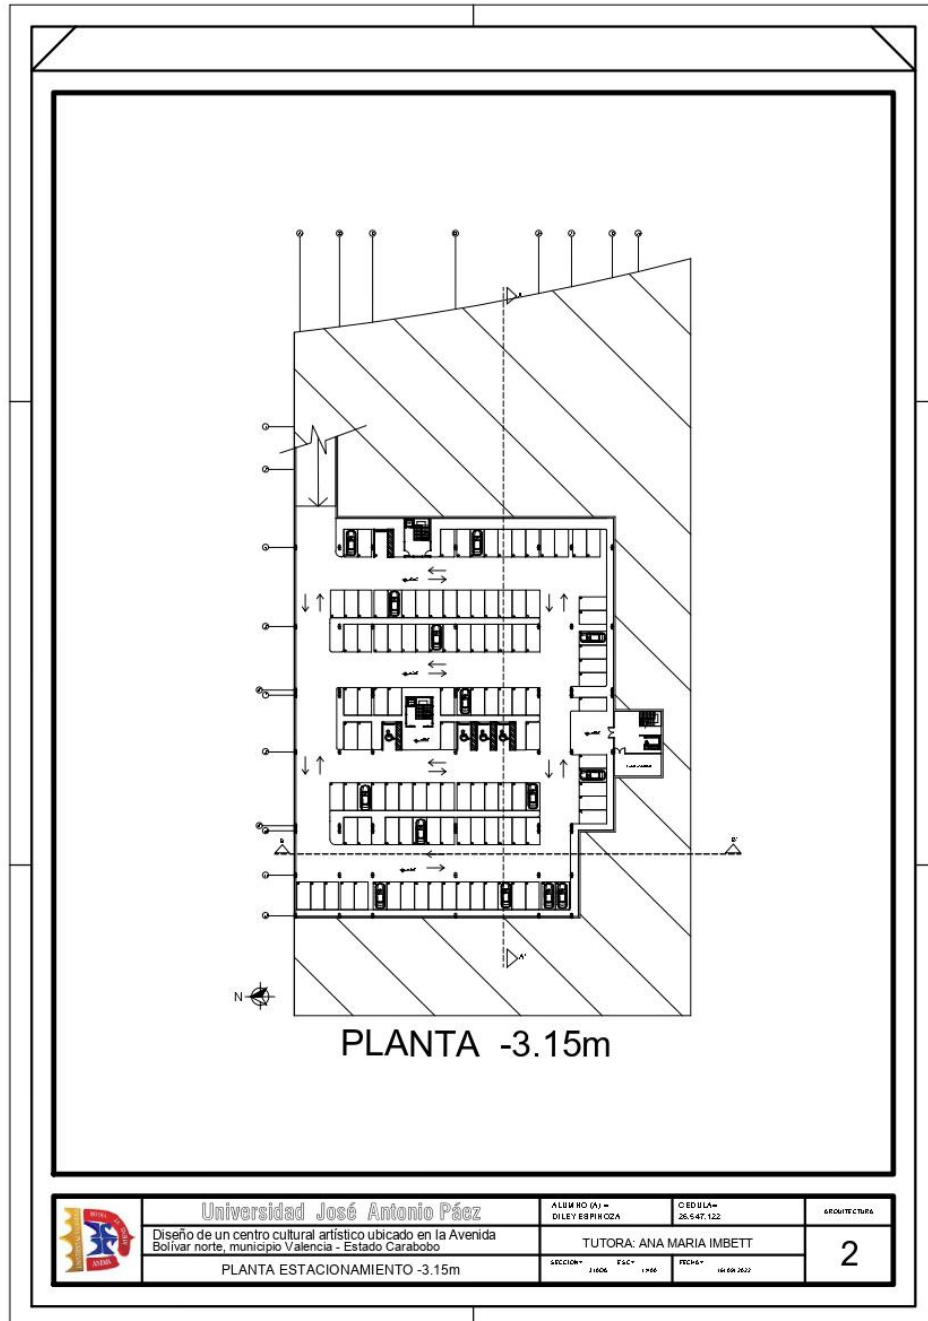 A'
B'
N
PLANTA -3.15m
Universidad José Antonio Páez
Diseño de un centro cultural artístico ubicado en la Avenida
Bolívar norte, municipio Valencia - Estado Carabobo
PLANTA ESTACIONAMIENTO -3.15m
ALUMNO (A) =
DILEY ESPINOZA
CEDULA=
26.547.122
TUTORA: ANA MARIA IMBETT
SECCION=
ESC=
FECHA=
ARQUITECTURA
2